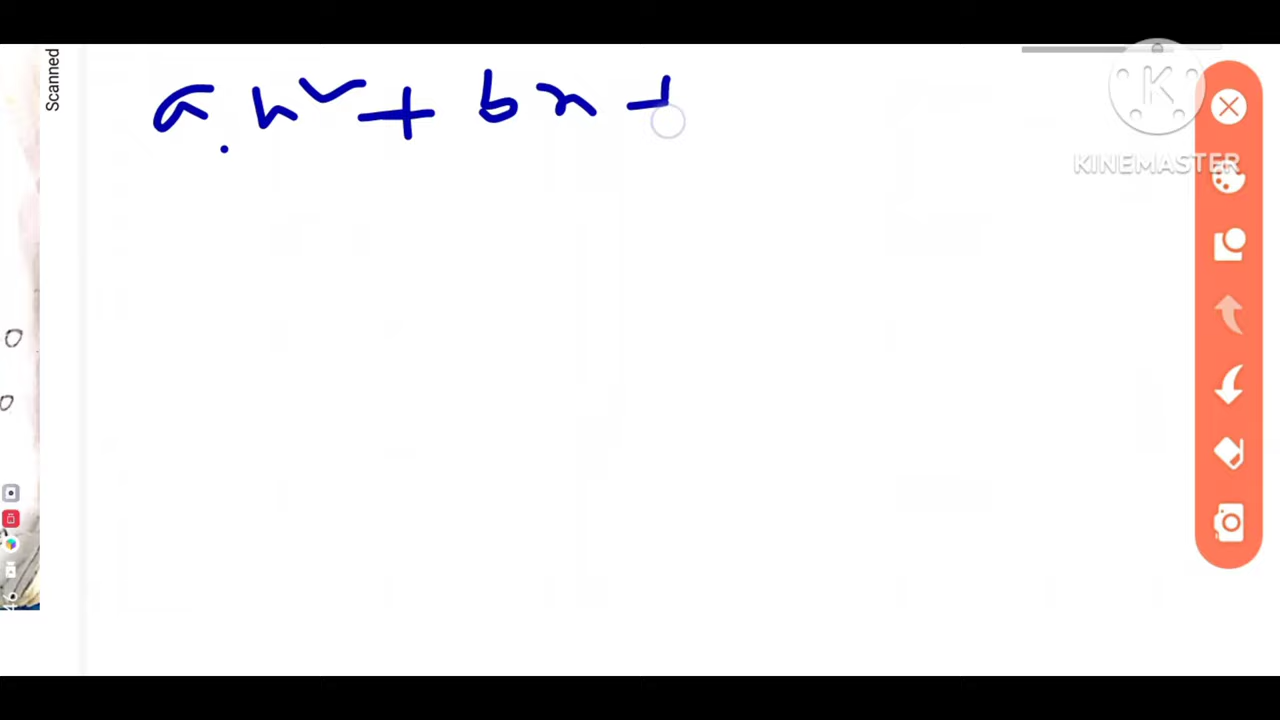 Scanned
a x² + bx +
K
KINEMASTER